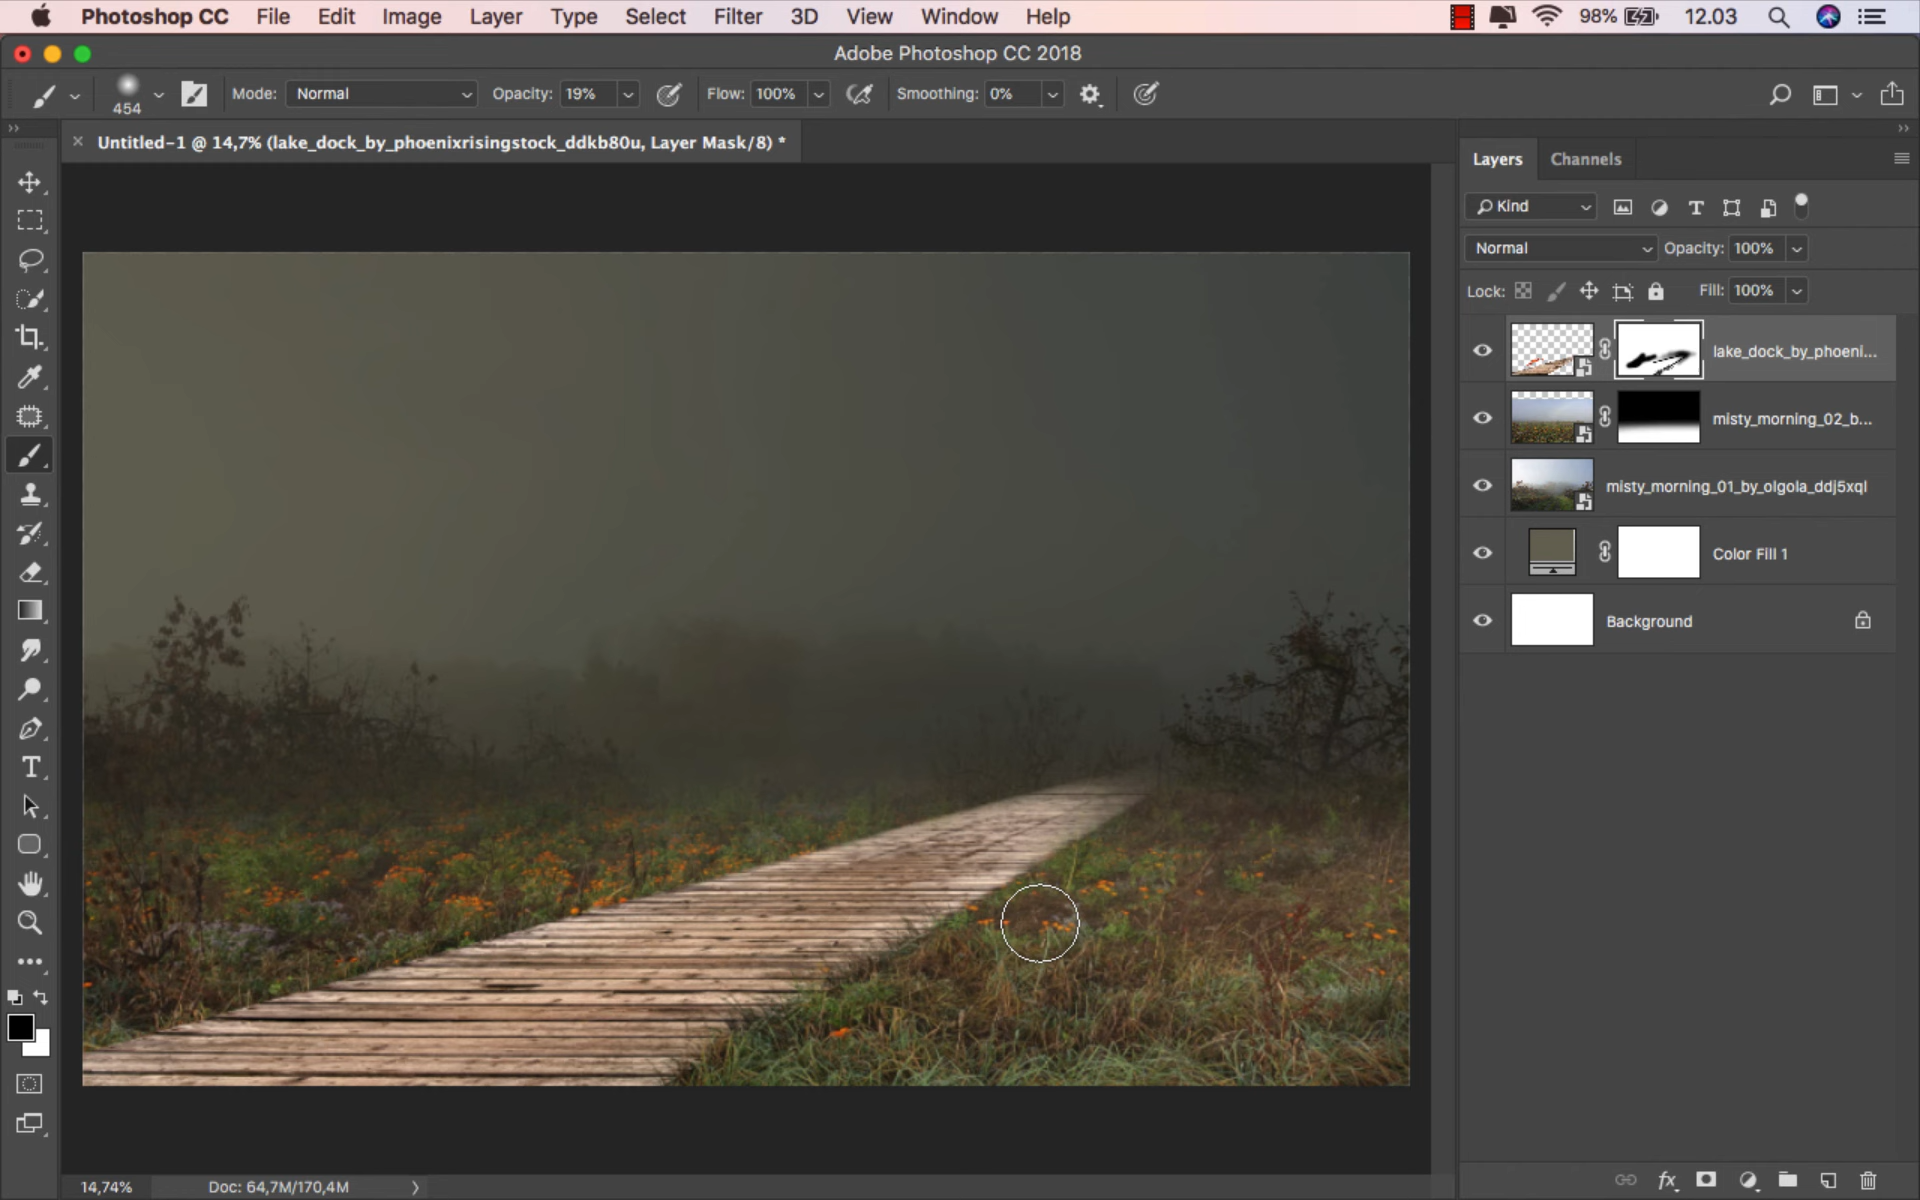 Photoshop CC File Edit Image Layer Type Select Filter 3D View Window Help 98% 12.03
Adobe Photoshop CC 2018
454 Mode: Normal Opacity: 19% Flow: 100% Smoothing: 0%
Untitled-1 @ 14,7% (lake_dock_by_phoenixrisingstock_ddkb80u, Layer Mask/8) *
Layers Channels
Kind
Normal Opacity: 100%
Lock: Fill: 100%
lake_dock_by_phoeni...
misty_morning_02_b...
misty_morning_01_by_olgola_ddj5xql
Color Fill 1
Background
14,74% Doc: 64,7M/170,4M
fx